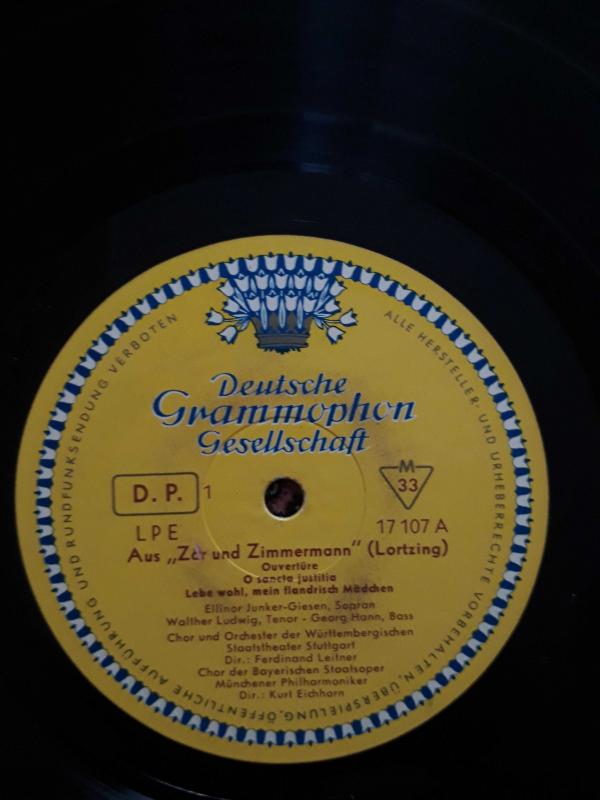 ALLE HERSTELLER- UND URHEBERRECHTE VORBEHALTEN, ÜBERSPIELUNG, ÖFFENTLICHE AUFFÜHRUNG UND RUNDFUNKSENDUNG VERBOTEN
Deutsche
Grammophon
Gesellschaft
D. P. 1
M
33
LPE 17 107 A
Aus „Zar und Zimmermann" (Lortzing)
Ouvertüre
O sancta justitia
Lebe wohl, mein flandrisch Mädchen
Ellinor Junker-Giesen, Sopran
Walther Ludwig, Tenor - Georg Hann, Bass
Chor und Orchester der Württembergischen
Staatstheater Stuttgart
Dir.: Ferdinand Leitner
Chor der Bayerischen Staatsoper
Münchner Philharmoniker
Dir.: Kurt Eichhorn